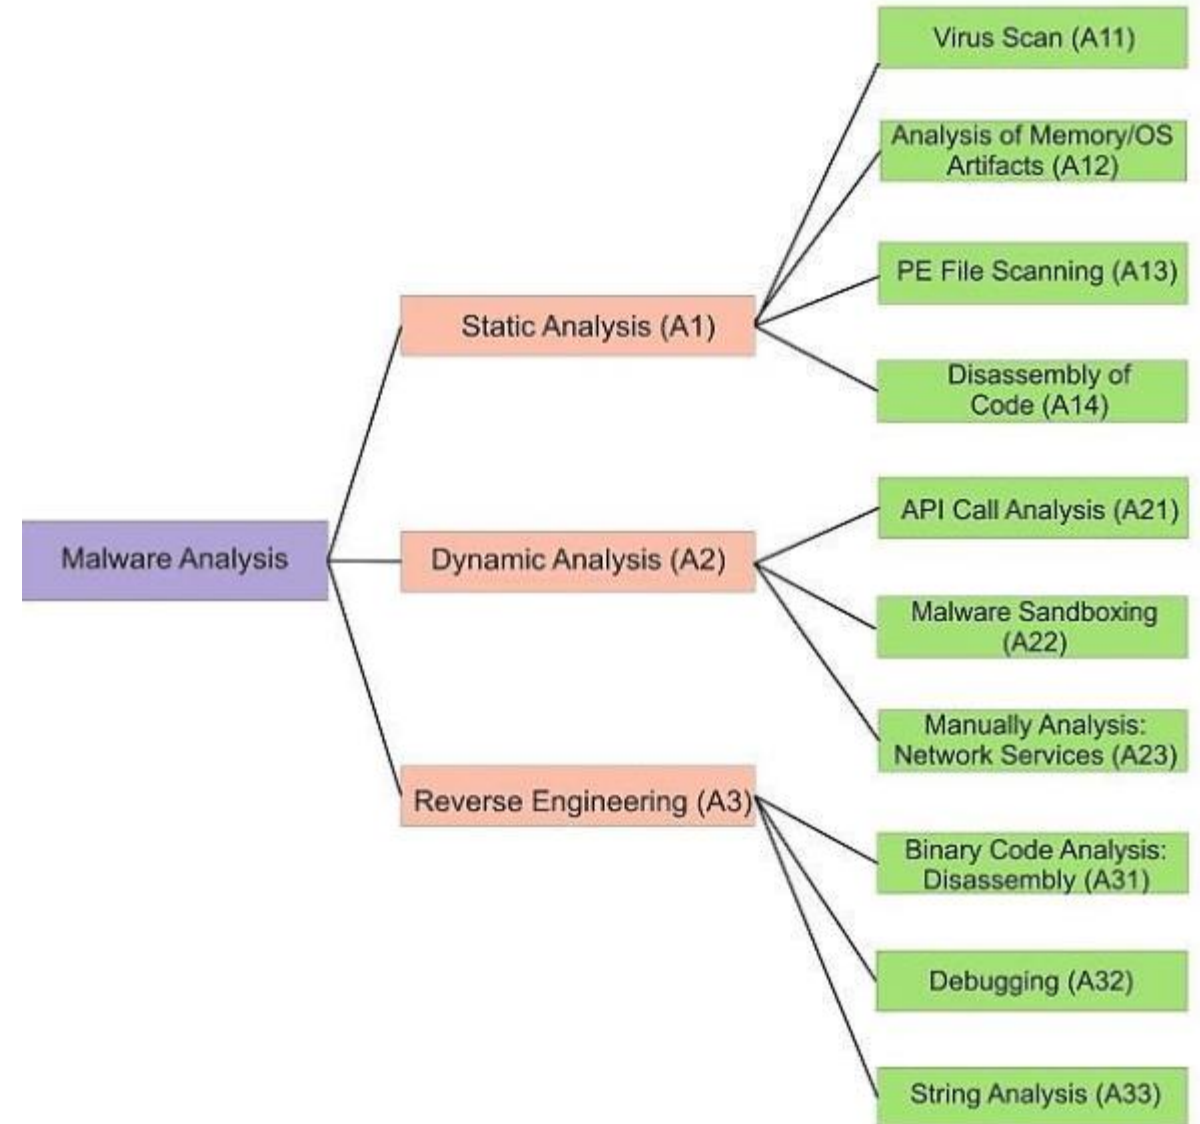 Virus Scan (A11)
Analysis of Memory/OS
Artifacts (A12)
PE File Scanning (A13)
Static Analysis (A1)
Disassembly of
Code (A14)
API Call Analysis (A21)
Malware Analysis
Dynamic Analysis (A2)
Malware Sandboxing
(A22)
Manually Analysis:
Network Services (A23)
Reverse Engineering (A3)
Binary Code Analysis:
Disassembly (A31)
Debugging (A32)
String Analysis (A33)